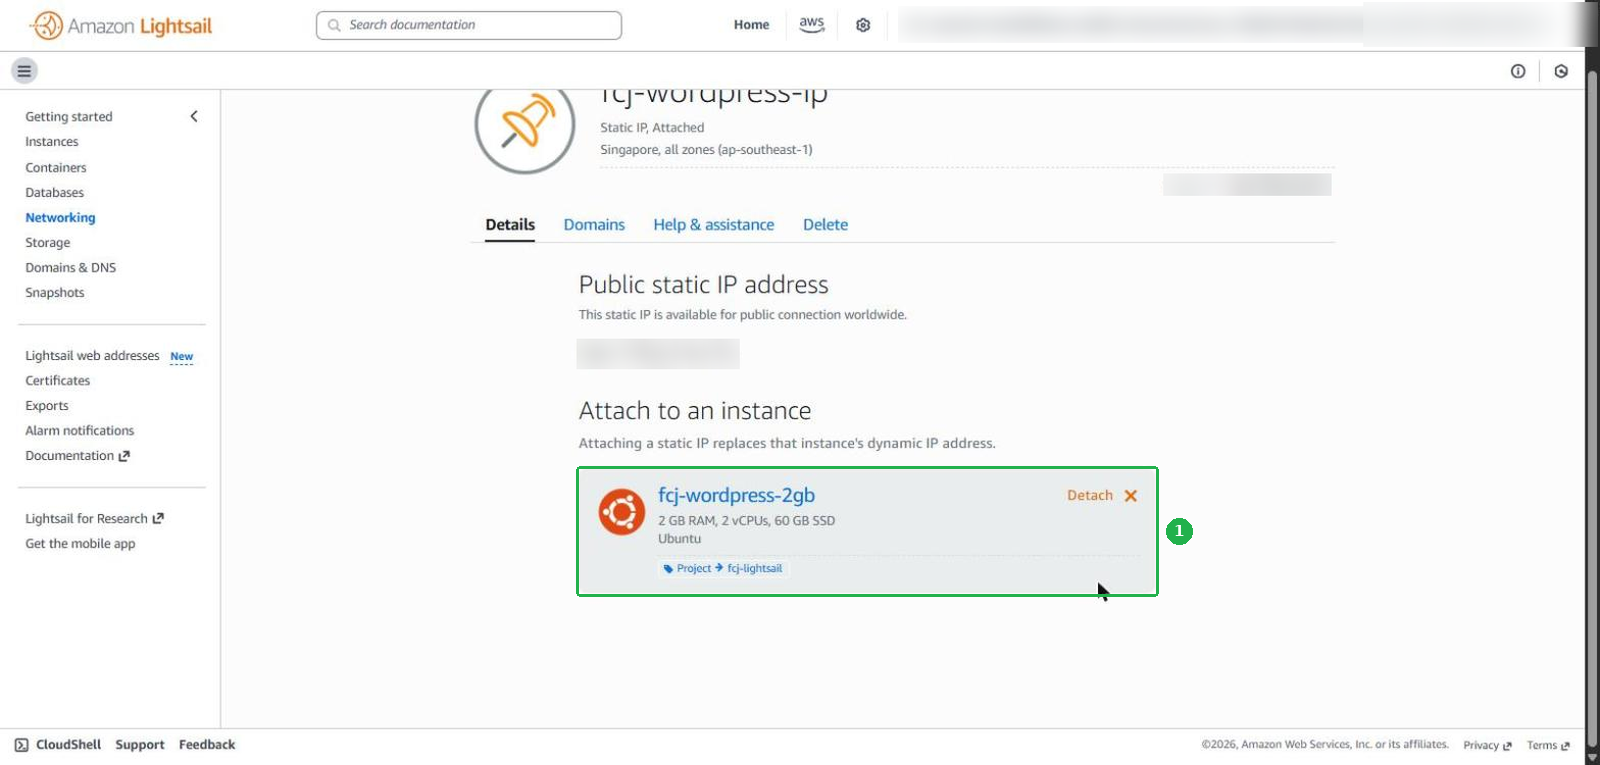 Amazon Lightsail
Search documentation
Home
aws
Getting started
Instances
Containers
Databases
Networking
Storage
Domains & DNS
Snapshots
Lightsail web addresses New
Certificates
Exports
Alarm notifications
Documentation
Lightsail for Research
Get the mobile app
fcj-wordpress-ip
Static IP, Attached
Singapore, all zones (ap-southeast-1)
Details Domains Help & assistance Delete
Public static IP address
This static IP is available for public connection worldwide.
Attach to an instance
Attaching a static IP replaces that instance's dynamic IP address.
fcj-wordpress-2gb
Detach
2 GB RAM, 2 vCPUs, 60 GB SSD
Ubuntu
Project → fcj-lightsail
1
CloudShell Support Feedback
©2026, Amazon Web Services, Inc. or its affiliates. Privacy Terms